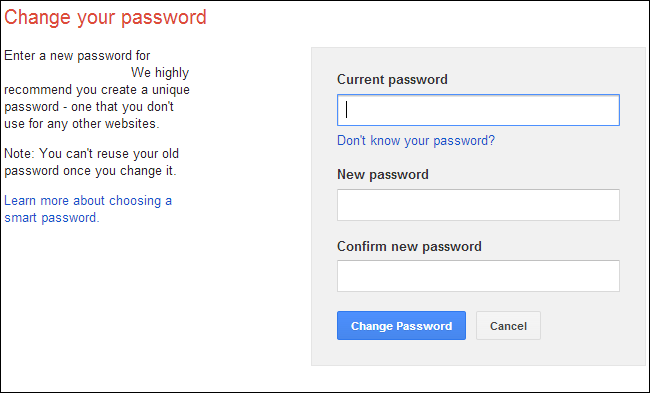 Change your password
Enter a new password for
We highly
recommend you create a unique
password - one that you don't
use for any other websites.
Note: You can't reuse your old
password once you change it.
Learn more about choosing a
smart password.
Current password
Don't know your password?
New password
Confirm new password
Change Password
Cancel